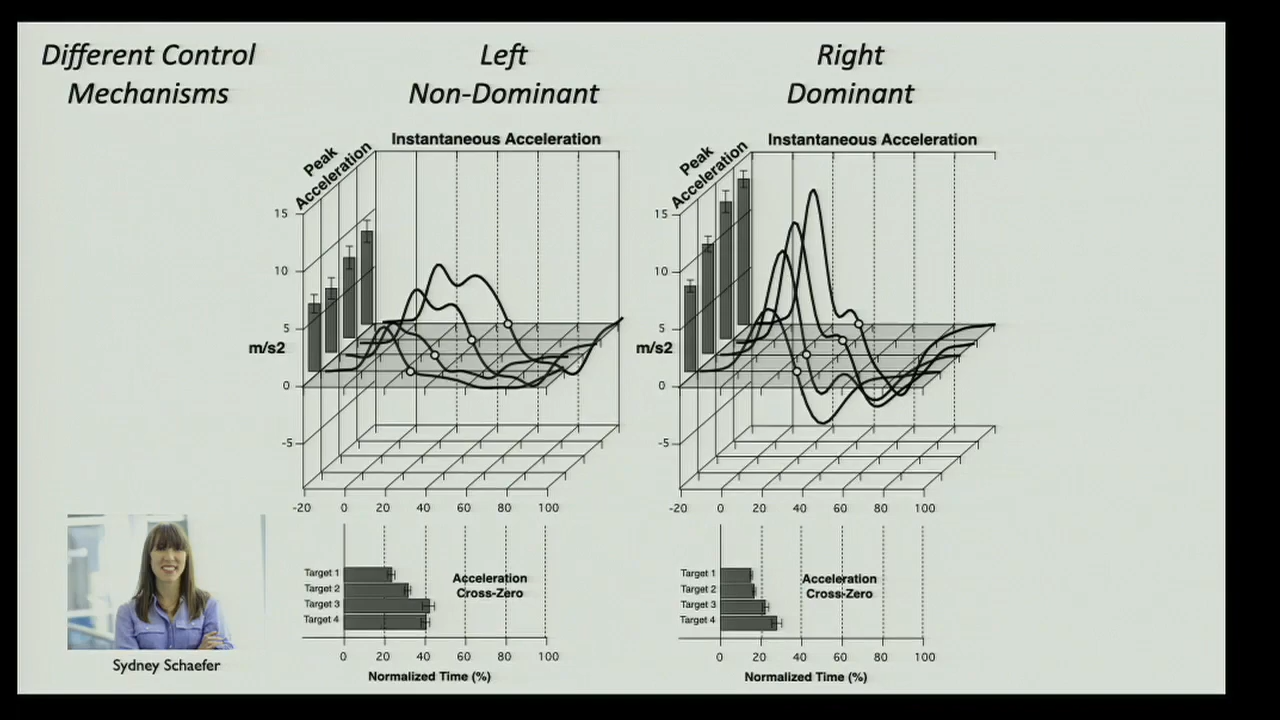 Different Control
Mechanisms
Left
Non-Dominant
Right
Dominant
Instantaneous Acceleration
Peak
Acceleration
15
10
5
m/s2
0
-5
-20 0 20 40 60 80 100
Instantaneous Acceleration
Peak
Acceleration
15
10
5
m/s2
0
-5
-20 0 20 40 60 80 100
Target 1
Target 2
Target 3
Target 4
Acceleration
Cross-Zero
0 20 40 60 80 100
Normalized Time (%)
Target 1
Target 2
Target 3
Target 4
Acceleration
Cross-Zero
0 20 40 60 80 100
Normalized Time (%)
Sydney Schaefer